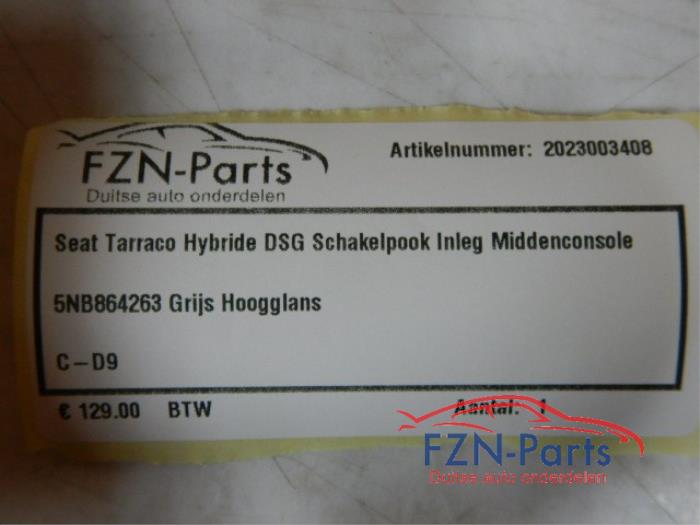 FZN-Parts
Duitse auto onderdelen
Artikelnummer: 2023003408
Seat Tarraco Hybride DSG Schakelpook Inleg Middenconsole
5NB864263 Grijs Hoogglans
C-D9
€ 129.00 BTW
Aantal: 1
FZN-Parts
Duitse auto onderdelen